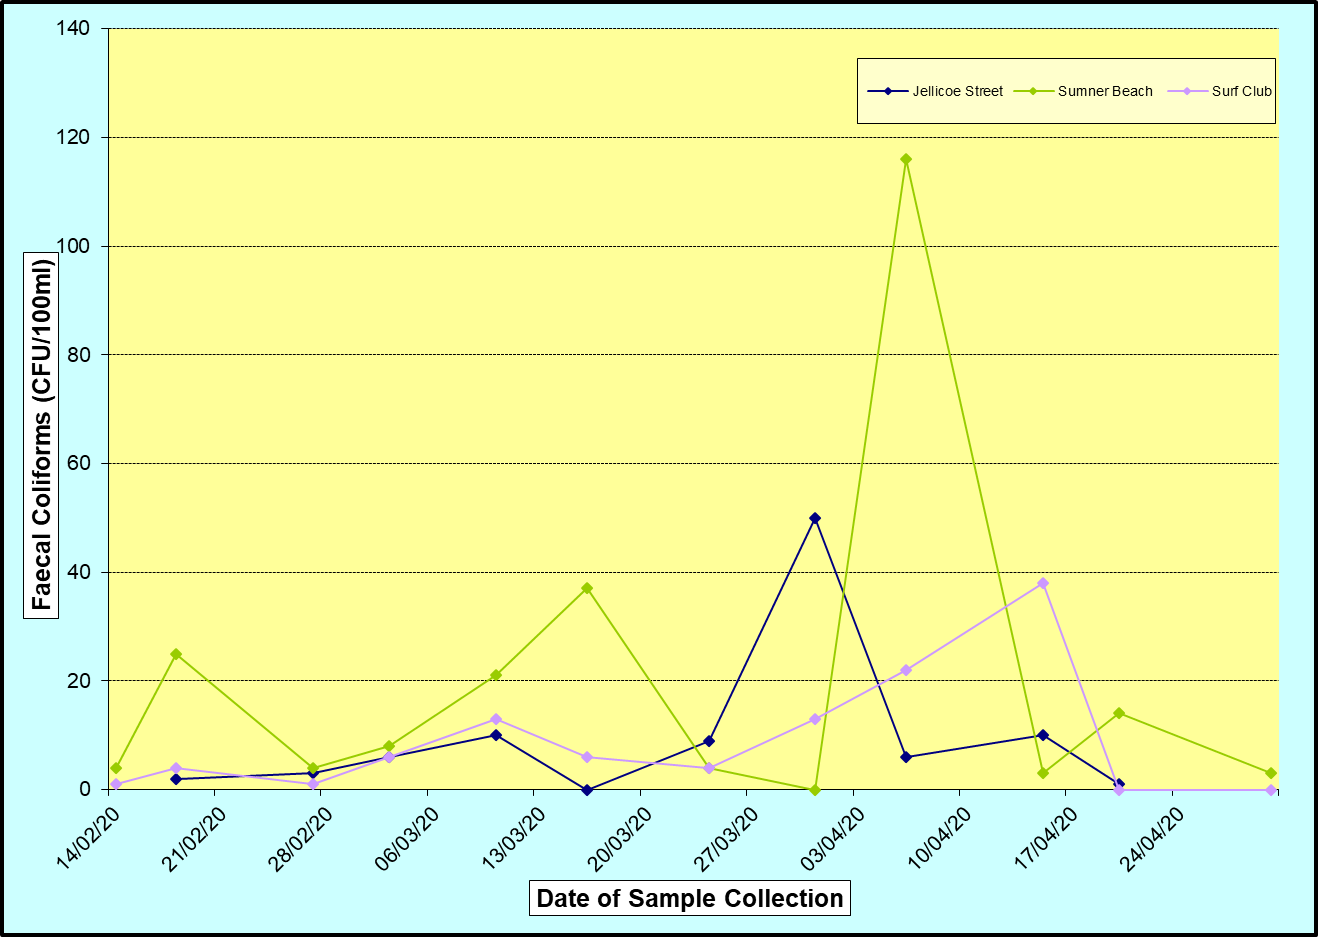 140
120
100
80
60
40
20
0
Faecal Coliforms (CFU/100ml)
Jellicoe Street Sumner Beach Surf Club
14/02/20 21/02/20 28/02/20 06/03/20 13/03/20 20/03/20 27/03/20 03/04/20 10/04/20 17/04/20 24/04/20
Date of Sample Collection